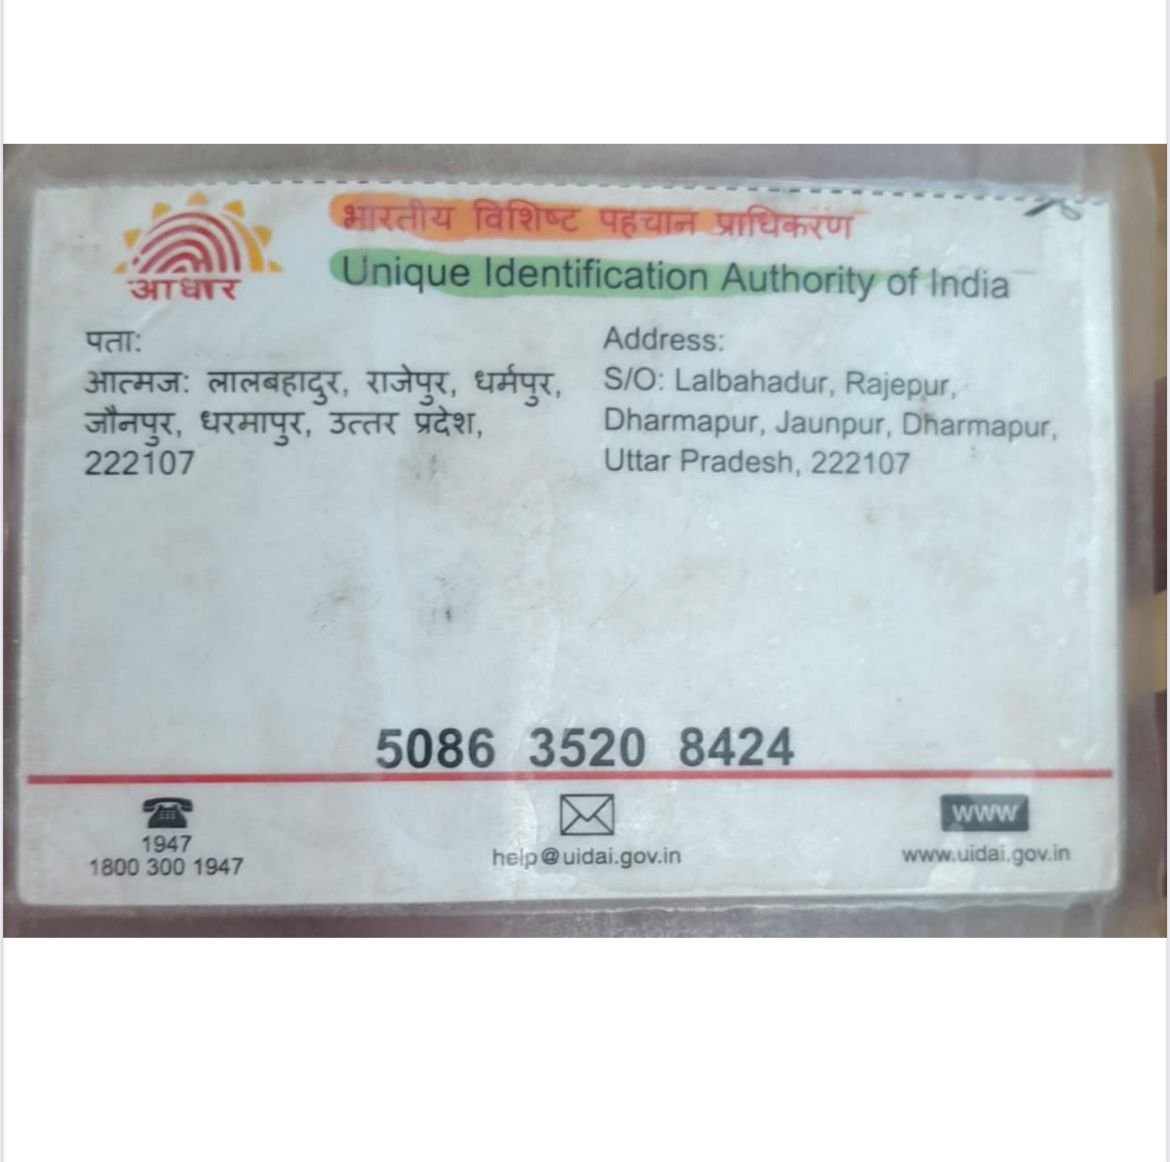 भारतीय विशिष्ट पहचान प्राधिकरण
Unique Identification Authority of India
आधार
पता:
आत्मज: लालबहादुर, राजेपुर, धर्मपुर,
जौनपुर, धरमापुर, उत्तर प्रदेश,
222107
Address:
S/O: Lalbahadur, Rajepur,
Dharmapur, Jaunpur, Dharmapur,
Uttar Pradesh, 222107
5086 3520 8424
1947
1800 300 1947
help@uidai.gov.in
www
www.uidai.gov.in